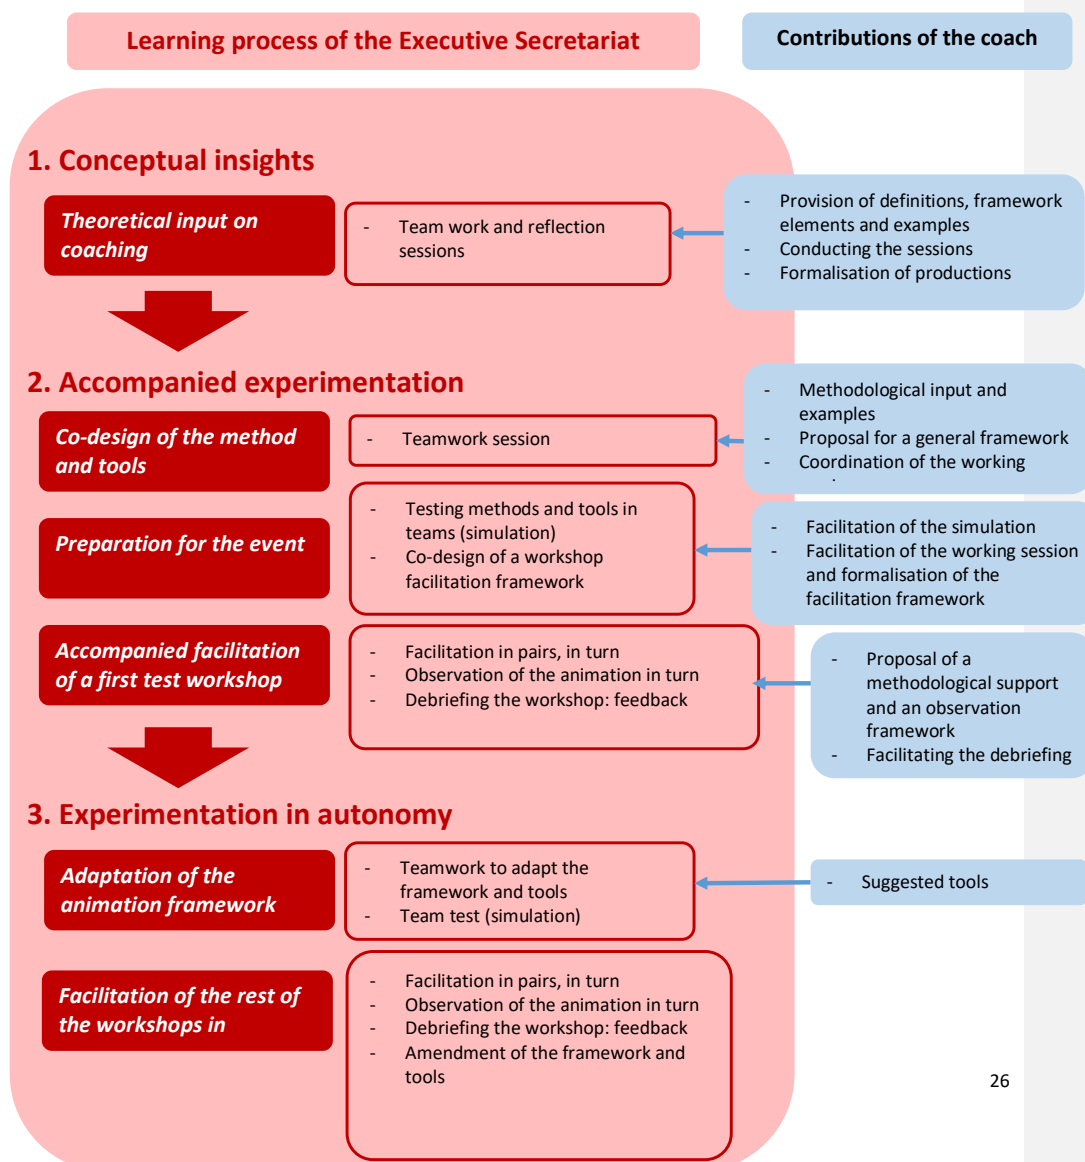 Learning process of the Executive Secretariat
Contributions of the coach
1. Conceptual insights
Theoretical input on
coaching
- Team work and reflection
sessions
- Provision of definitions, framework
elements and examples
- Conducting the sessions
- Formalisation of productions
2. Accompanied experimentation
Co-design of the method
and tools
- Teamwork session
- Methodological input and
examples
- Proposal for a general framework
- Coordination of the working
Preparation for the event
- Testing methods and tools in
teams (simulation)
- Co-design of a workshop
facilitation framework
- Facilitation of the simulation
- Facilitation of the working session
and formalisation of the
facilitation framework
Accompanied facilitation
of a first test workshop
- Facilitation in pairs, in turn
- Observation of the animation in turn
- Debriefing the workshop: feedback
- Proposal of a
methodological support
and an observation
framework
- Facilitating the debriefing
3. Experimentation in autonomy
Adaptation of the
animation framework
- Teamwork to adapt the
framework and tools
- Team test (simulation)
- Suggested tools
Facilitation of the rest of
the workshops in
- Facilitation in pairs, in turn
- Observation of the animation in turn
- Debriefing the workshop: feedback
- Amendment of the framework and
tools
26